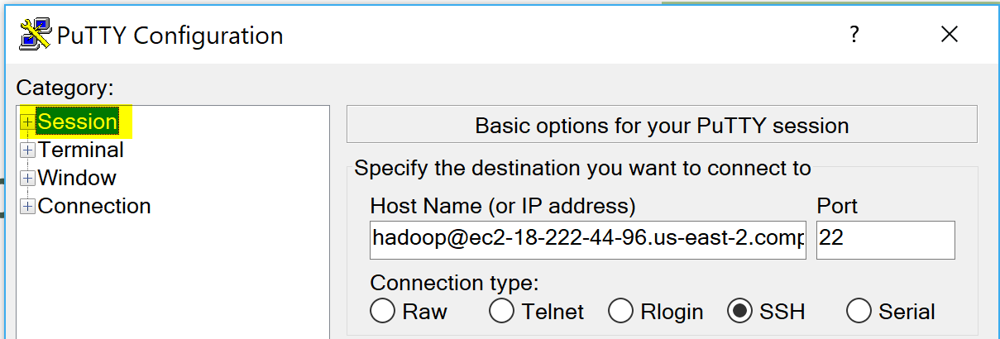 PuTTY Configuration ?
Category:
Session
Terminal
Window
Connection
Basic options for your PuTTY session
Specify the destination you want to connect to
Host Name (or IP address) Port
hadoop@ec2-18-222-44-96.us-east-2.comp 22
Connection type:
Raw Telnet Rlogin SSH Serial